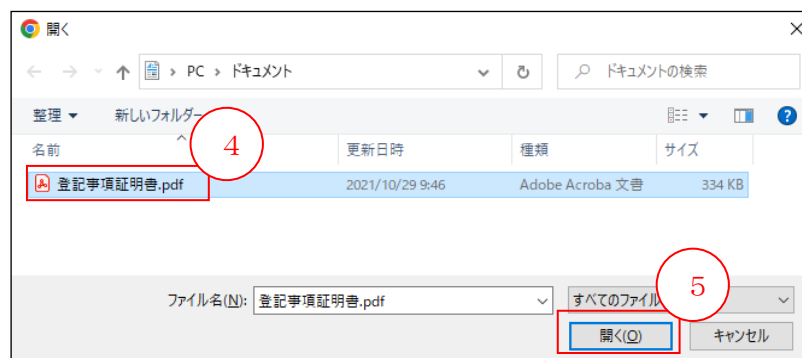 開く
PC › ドキュメント
ドキュメントの検索
整理 新しいフォルダー
4
名前 更新日時 種類 サイズ
登記事項証明書.pdf 2021/10/29 9:46 Adobe Acroba 文書 334 KB
ファイル名(N): 登記事項証明書.pdf すべてのファイル
5
開く(O) キャンセル